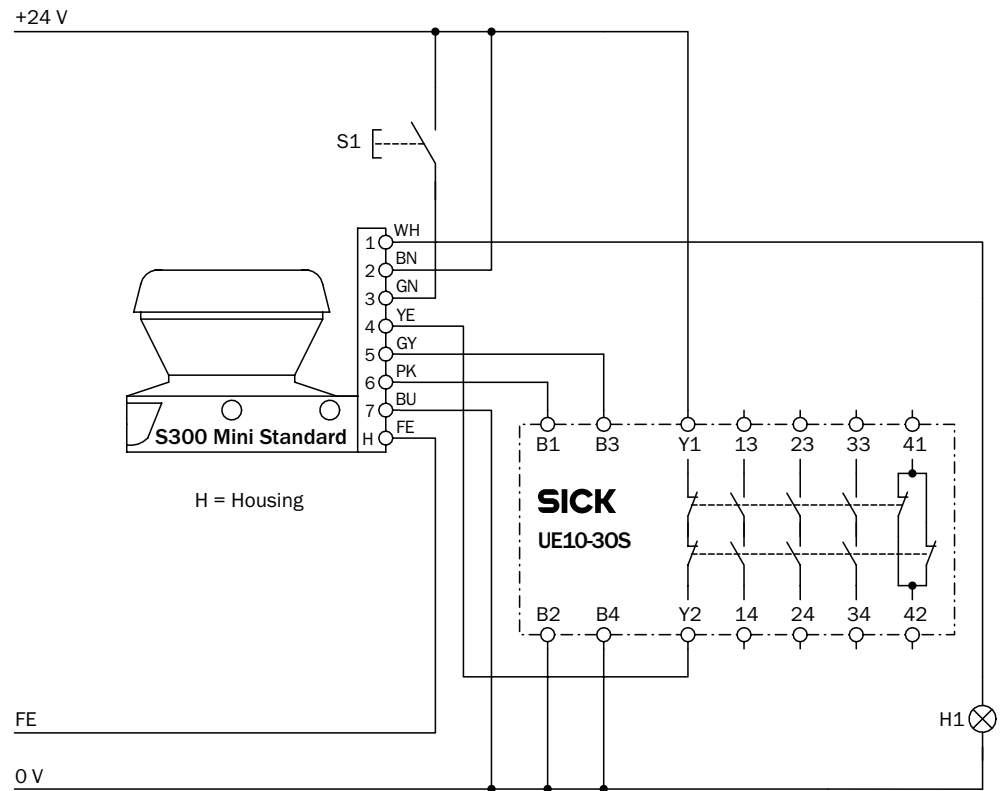 +24 V
S1
1 WH
2 BN
3 GN
4 YE
5 GY
6 PK
7 BU
H FE
S300 Mini Standard
H = Housing
B1 B3 Y1 13 23 33 41
SICK
UE10-30S
B2 B4 Y2 14 24 34 42
FE
H1
0 V